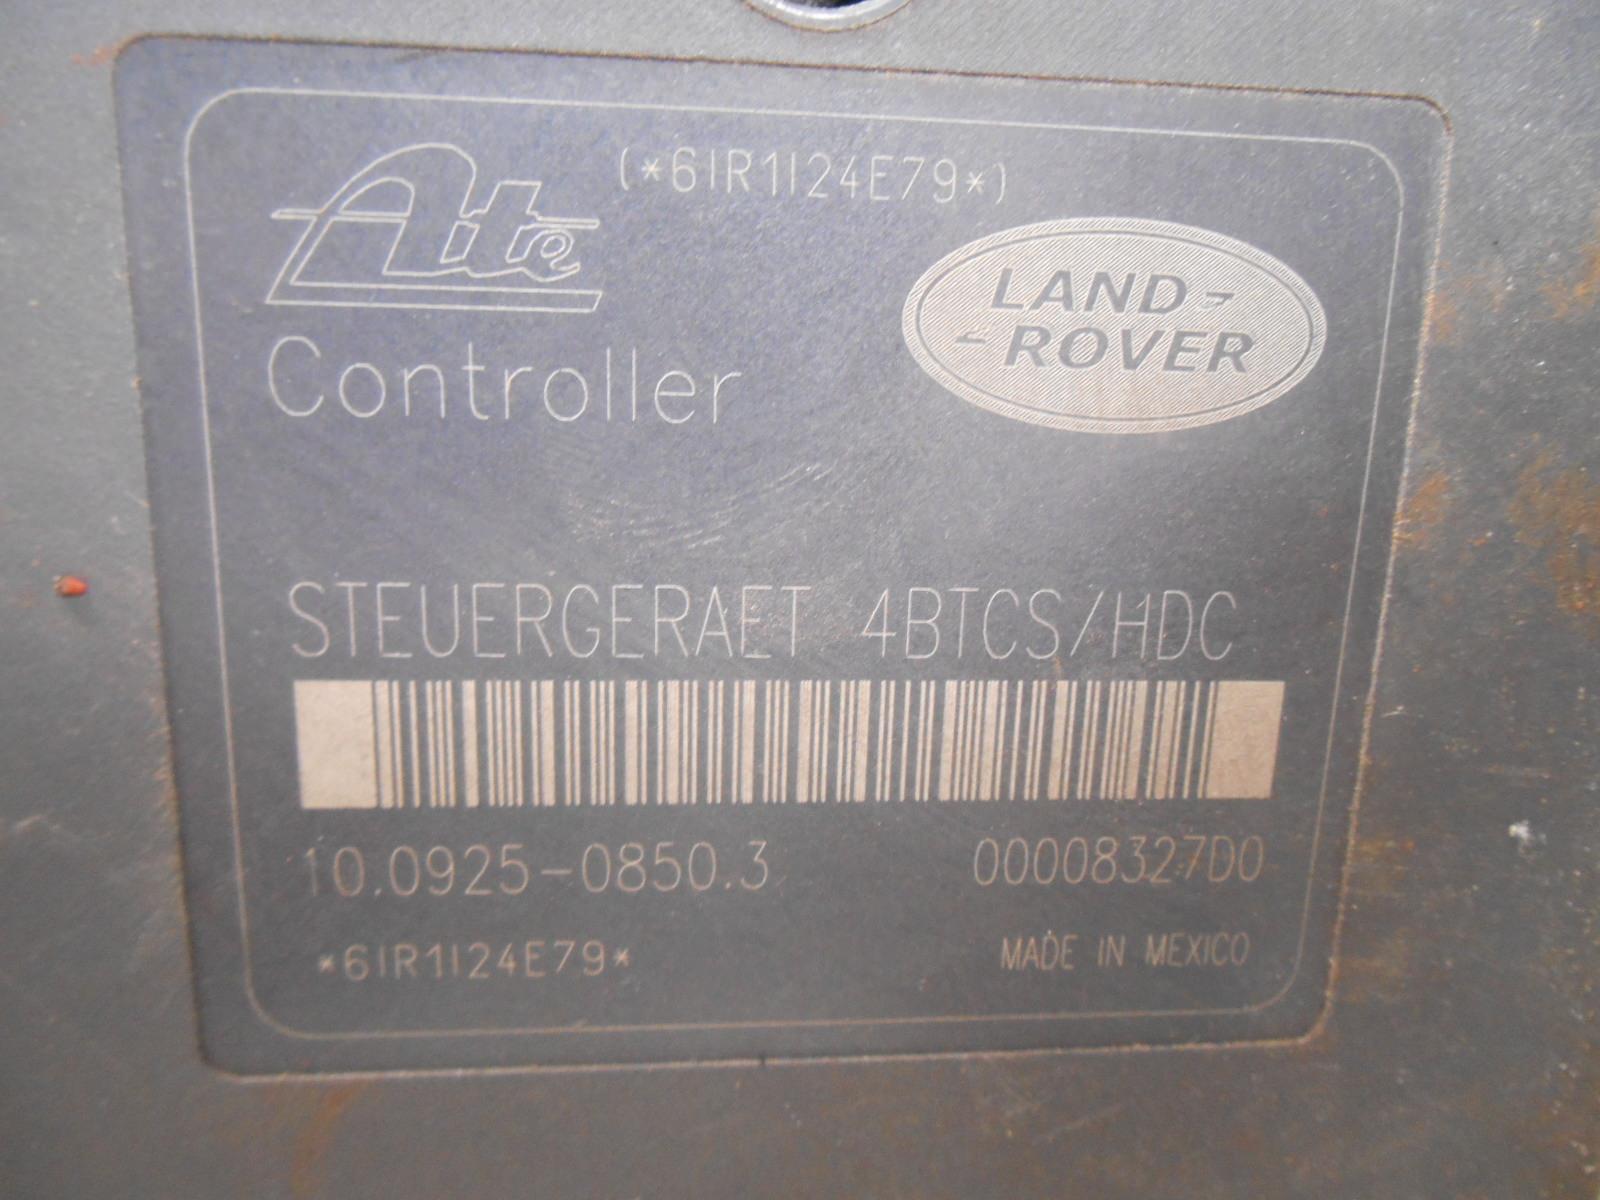 Ate
(*6IR1I24E79*)
LAND
ROVER
Controller
STEUERGERAET 4BTCS/HDC
10.0925-0850.3 00008327D0
*6IR1I24E79* MADE IN MEXICO